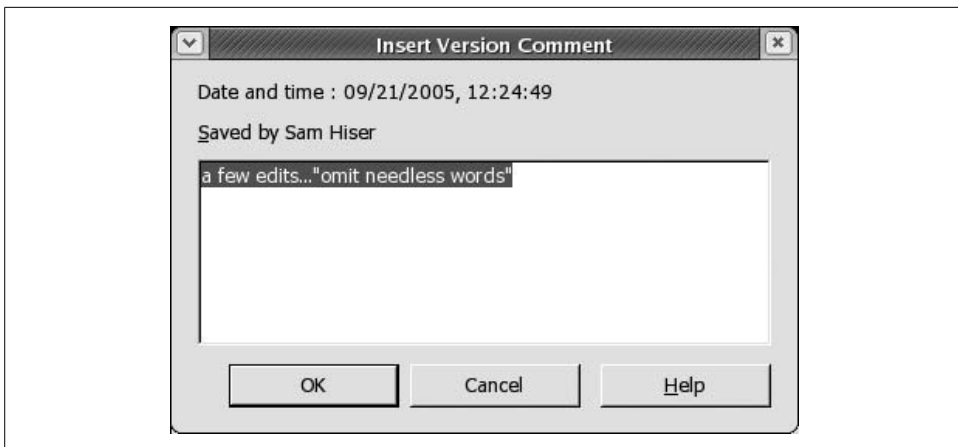 Insert Version Comment
Date and time : 09/21/2005, 12:24:49
Saved by Sam Hiser
a few edits..."omit needless words"
OK Cancel Help